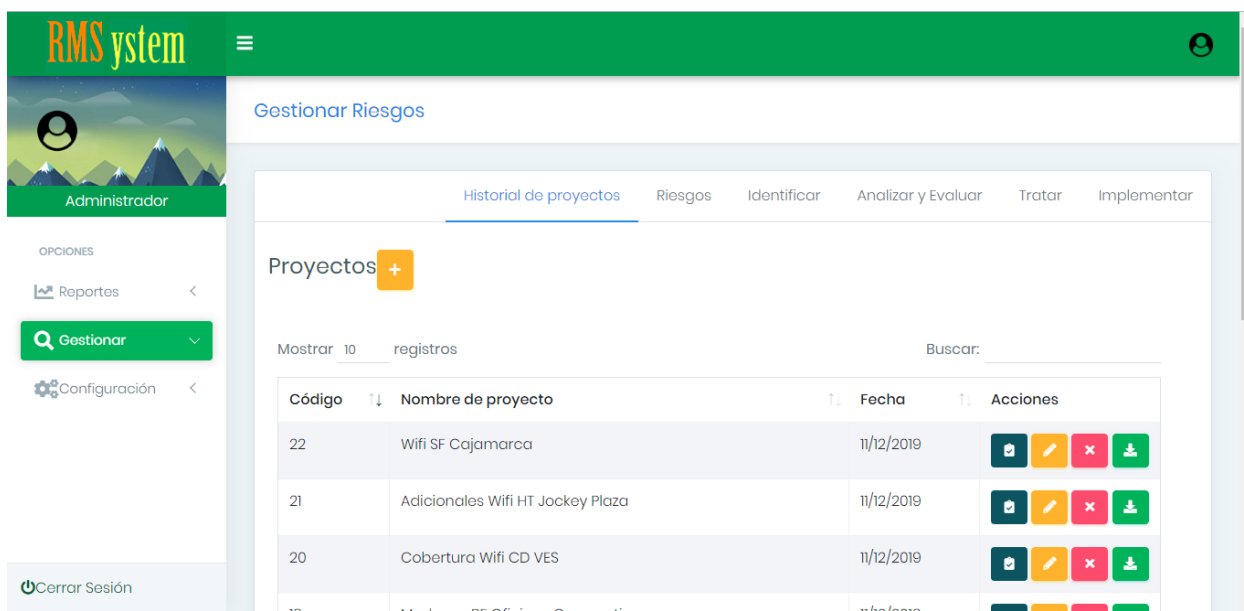 RMSystem
Gestionar Riesgos
Administrador
OPCIONES
Reportes
Gestionar
Configuración
Cerrar Sesión
Historial de proyectos Riesgos Identificar Analizar y Evaluar Tratar Implementar
Proyectos +
Mostrar 10 registros Buscar:
Código Nombre de proyecto Fecha Acciones
22 Wifi SF Cajamarca 11/12/2019
21 Adicionales Wifi HT Jockey Plaza 11/12/2019
20 Cobertura Wifi CD VES 11/12/2019